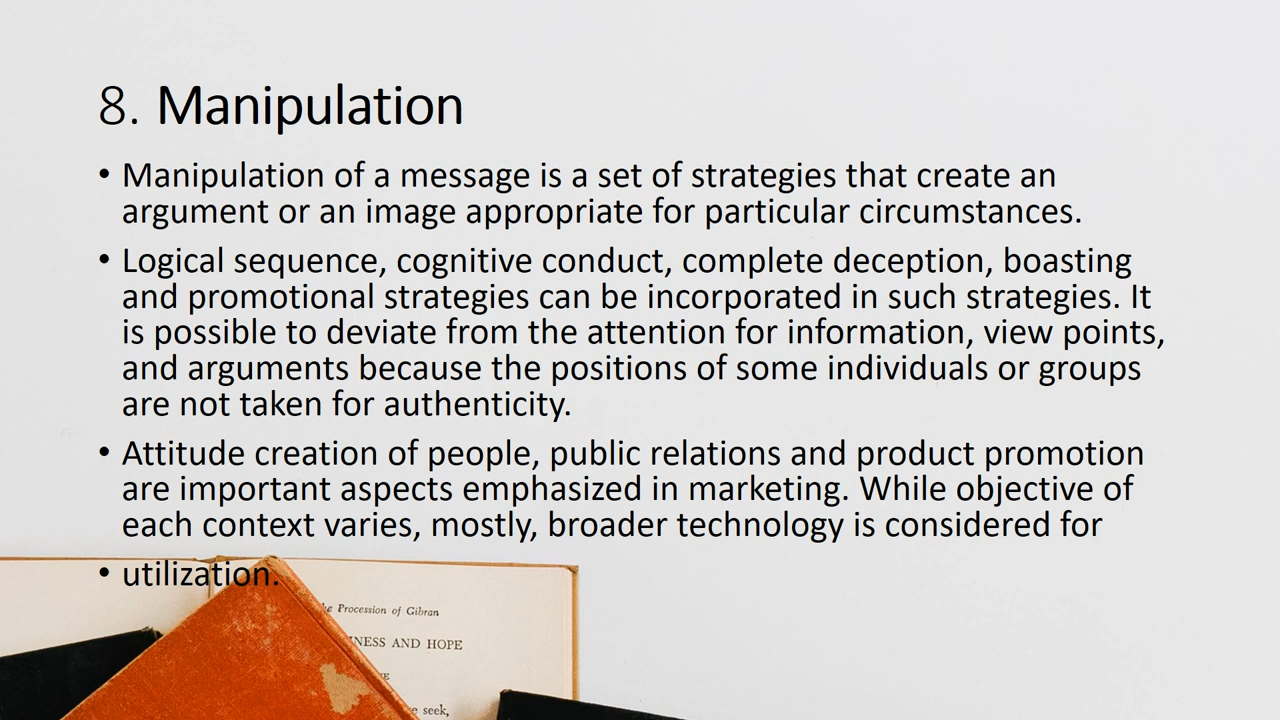 8. Manipulation
• Manipulation of a message is a set of strategies that create an
argument or an image appropriate for particular circumstances.
• Logical sequence, cognitive conduct, complete deception, boasting
and promotional strategies can be incorporated in such strategies. It
is possible to deviate from the attention for information, view points,
and arguments because the positions of some individuals or groups
are not taken for authenticity.
• Attitude creation of people, public relations and product promotion
are important aspects emphasized in marketing. While objective of
each context varies, mostly, broader technology is considered for
• utilization.
Procession of Gibran
AND HOPE
seek,